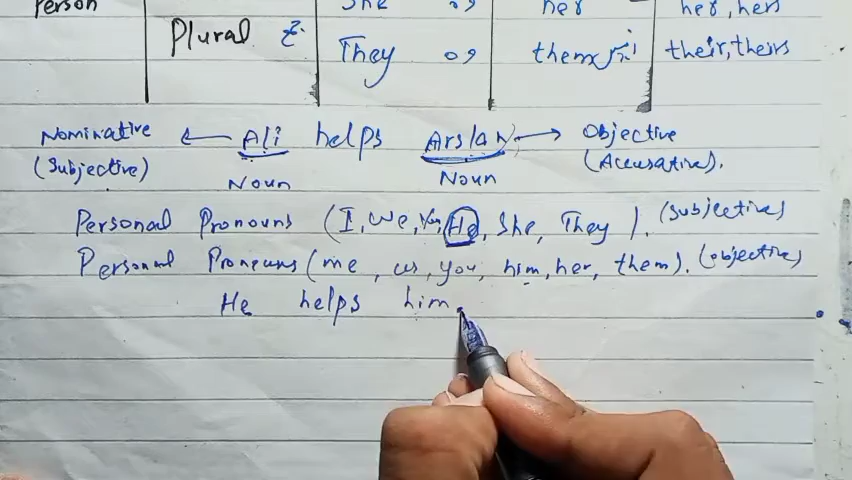 Person She her her, hers
Plural They them their, theirs
Nominative ← Ali helps Arslan → Objective
(Subjective) (Accusative).
Noun Noun
Personal Pronouns (I, We, You, He, She, They). (Subjective)
Personal Pronouns (me, us, you, him, her, them). (objective)
He helps him.